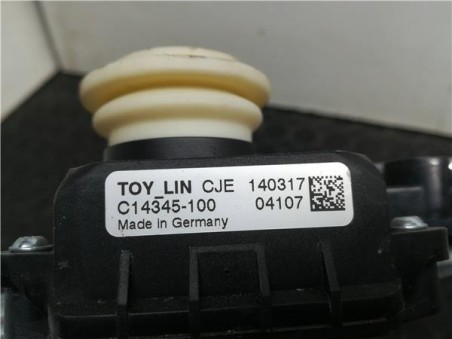 TOY_LIN CJE 140317
C14345-100 04107
Made in Germany